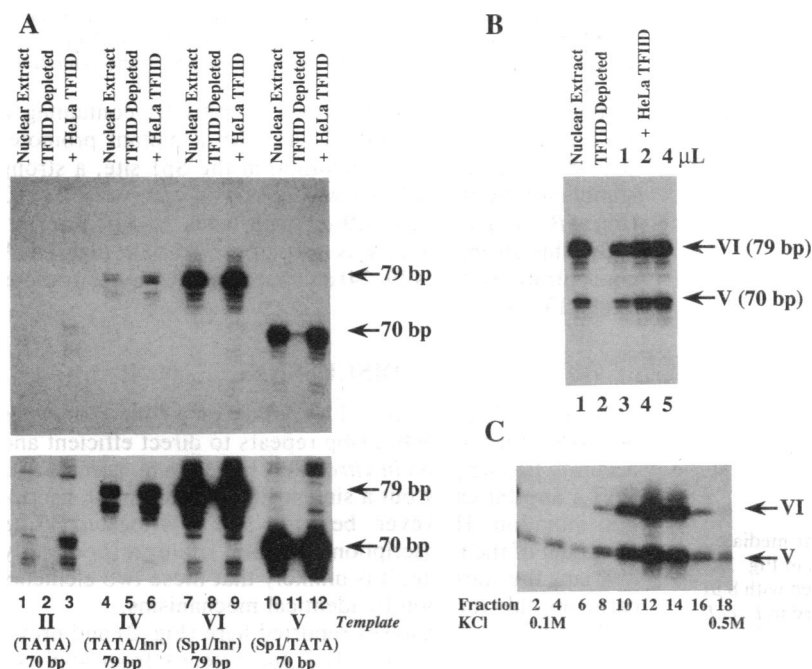 A
Nuclear Extract
TFIID Depleted
+ HeLa TFIID
Nuclear Extract
TFIID Depleted
+ HeLa TFIID
Nuclear Extract
TFIID Depleted
+ HeLa TFIID
Nuclear Extract
TFIID Depleted
+ HeLa TFIID
79 bp
70 bp
79 bp
70 bp
1 2 3 4 5 6 7 8 9 10 11 12
II IV VI V Template
(TATA) (TATA/Inr) (Sp1/Inr) (Sp1/TATA)
70 bp 79 bp 79 bp 70 bp
B
Nuclear Extract
TFIID Depleted
+ HeLa TFIID
1 2 4 µL
VI (79 bp)
V (70 bp)
1 2 3 4 5
C
VI
V
Fraction 2 4 6 8 10 12 14 16 18
KCl 0.1M 0.5M